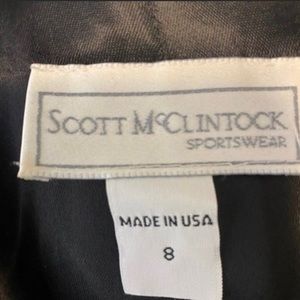 SCOTT McCLINTOCK
SPORTSWEAR
MADE IN USA
8